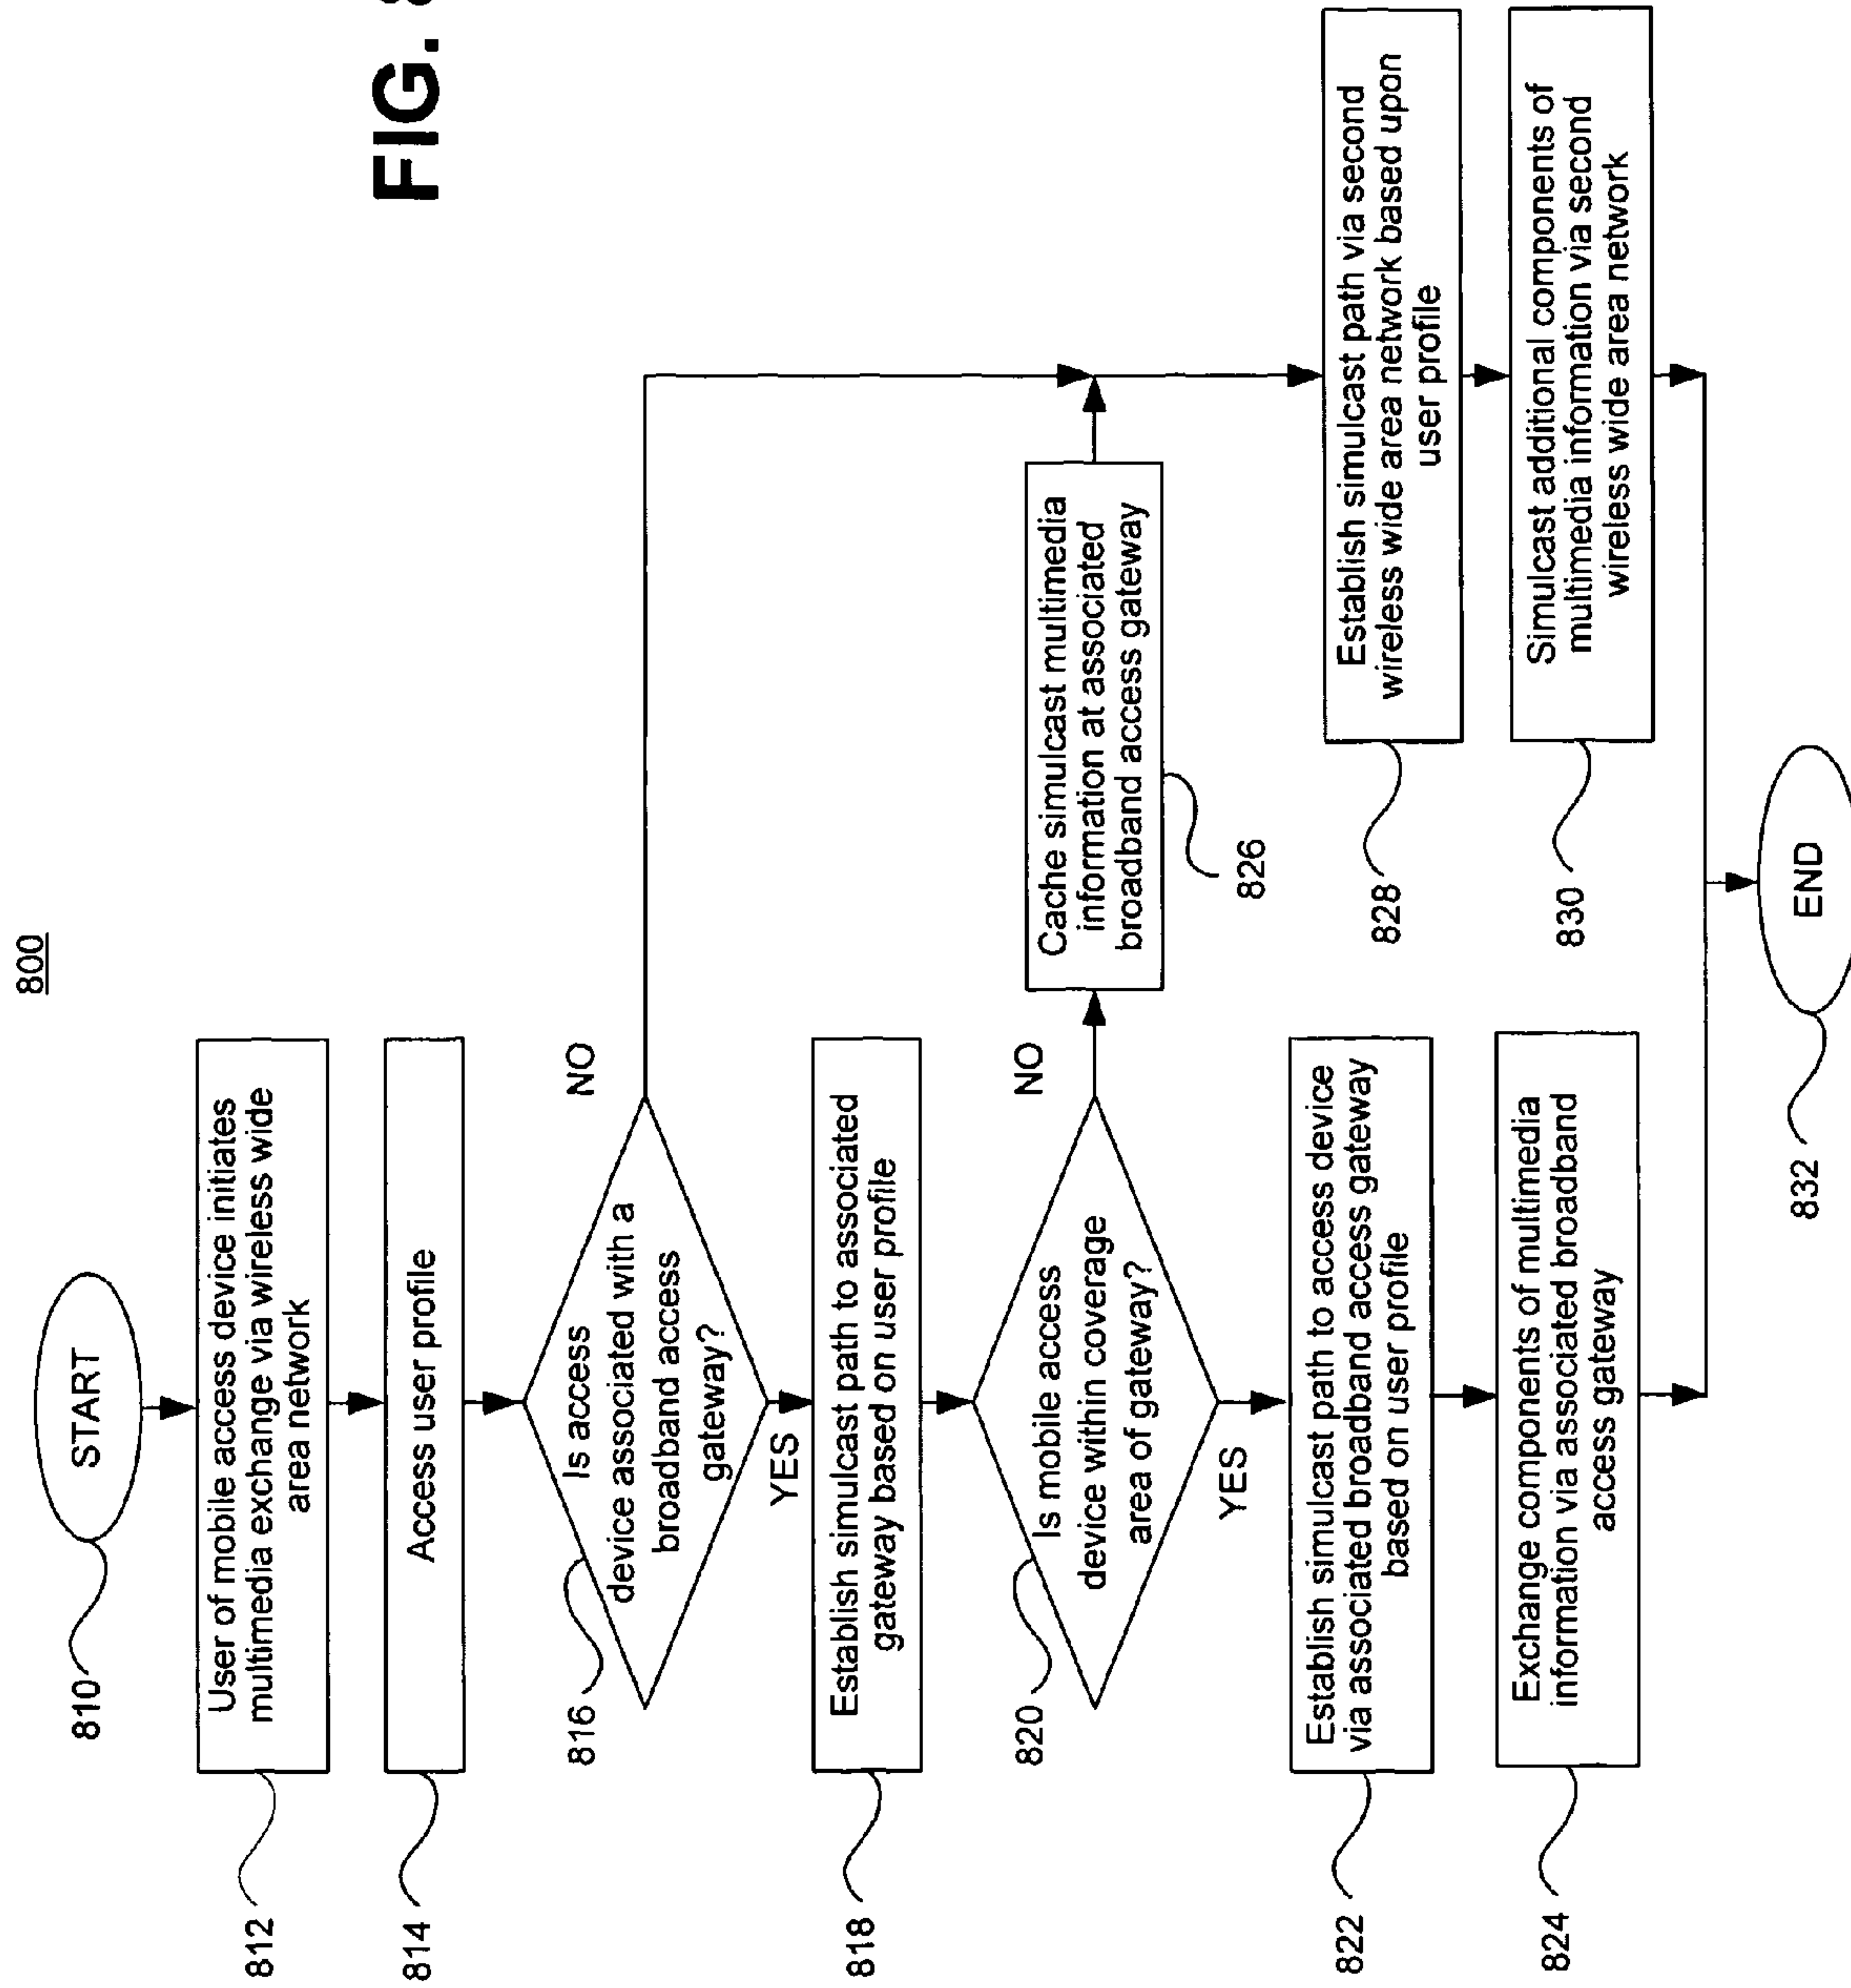 800
FIG. 8
START
810
User of mobile access device initiates
multimedia exchange via wireless wide
area network
812
Access user profile
814
Is access
device associated with a
broadband access
gateway?
816
NO
YES
Establish simulcast path to associated
gateway based on user profile
818
Is mobile access
device within coverage
area of gateway?
820
NO
YES
Cache simulcast multimedia
information at associated
broadband access gateway
826
Establish simulcast path to access device
via associated broadband access gateway
based on user profile
822
Establish simulcast path via second
wireless wide area network based upon
user profile
828
Exchange components of multimedia
information via associated broadband
access gateway
824
Simulcast additional components of
multimedia information via second
wireless wide area network
830
END
832